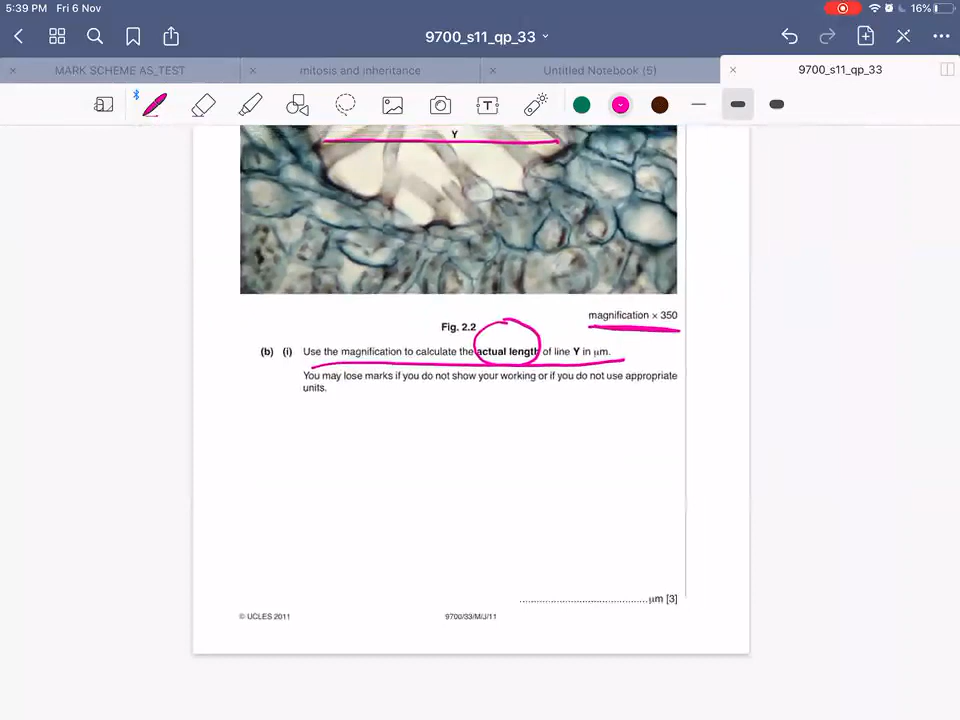 5:39 PM Fri 6 Nov
16%
9700_s11_qp_33
MARK SCHEME AS_TEST
mitosis and inheritance
Untitled Notebook (5)
9700_s11_qp_33
Y
magnification × 350
Fig. 2.2
(b) (i) Use the magnification to calculate the actual length of line Y in μm.
You may lose marks if you do not show your working or if you do not use appropriate
units.
.............................................μm [3]
© UCLES 2011
9700/33/M/J/11